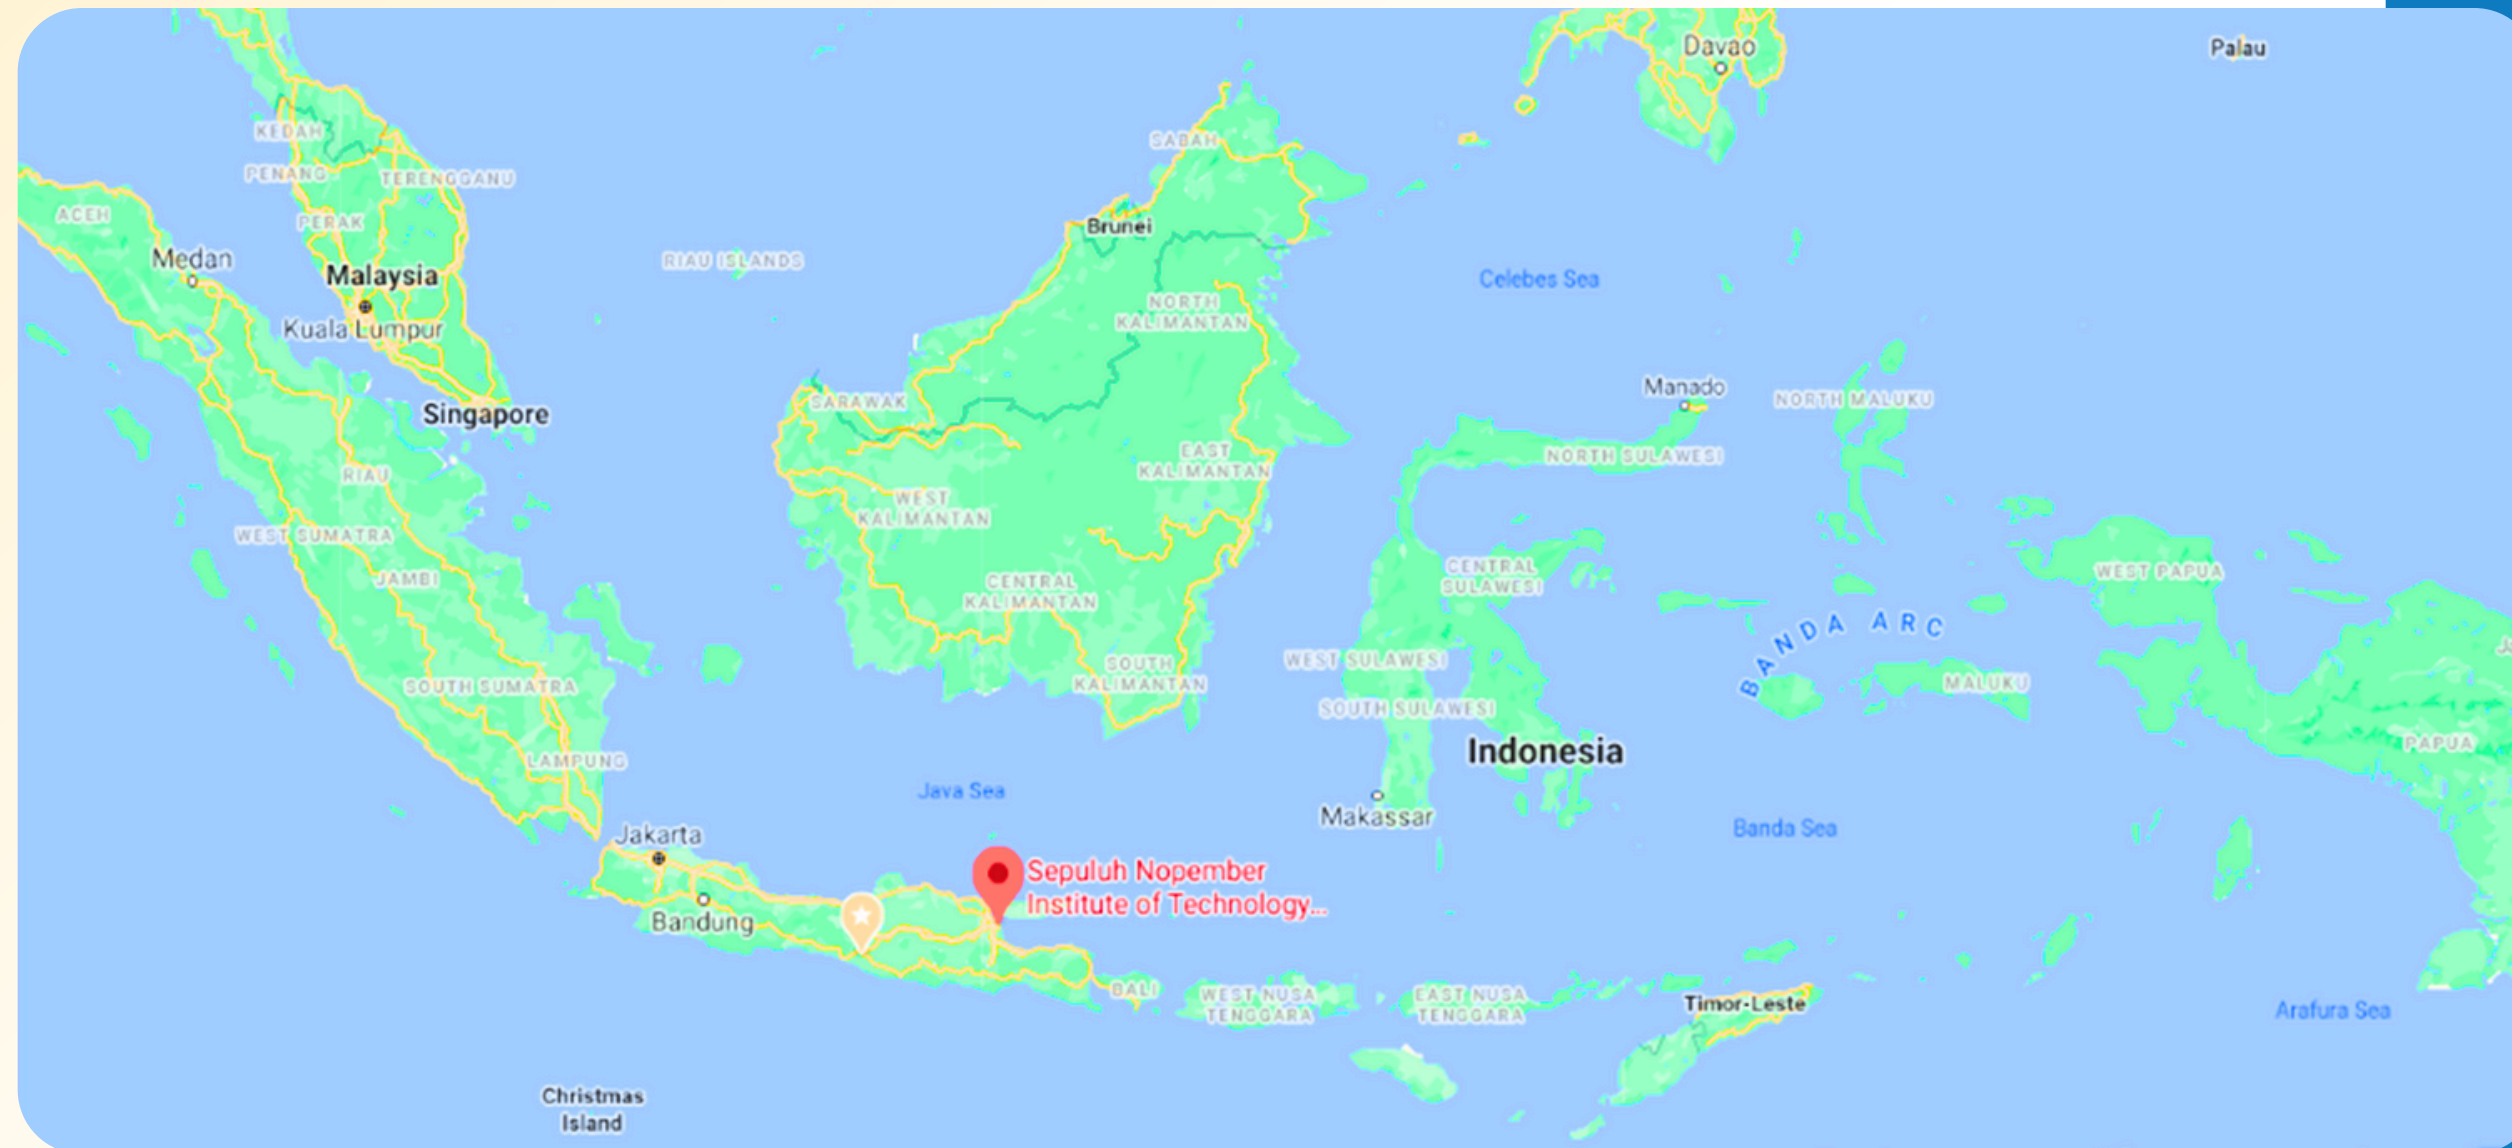 Davao
Palau
KEDAH
SABAH
PENANG
TERENGGANU
ACEH
PERAK
Brunei
Medan
RIAU ISLANDS
Malaysia
Celebes Sea
NORTH
KALIMANTAN
Kuala Lumpur
Manado
NORTH MALUKU
SARAWAK
Singapore
EAST
KALIMANTAN
NORTH SULAWESI
RIAU
WEST
KALIMANTAN
WEST SUMATRA
CENTRAL
SULAWESI
WEST PAPUA
JAMBI
CENTRAL
KALIMANTAN
BANDA ARC
WEST SULAWESI
SOUTH
KALIMANTAN
SOUTH SUMATRA
MALUKU
SOUTH SULAWESI
PAPUA
Indonesia
LAMPUNG
Java Sea
Makassar
Banda Sea
Jakarta
Sepuluh Nopember
Institute of Technology...
Bandung
BALI
WEST NUSA
TENGGARA
EAST NUSA
TENGGARA
Timor-Leste
Arafura Sea
Christmas
Island